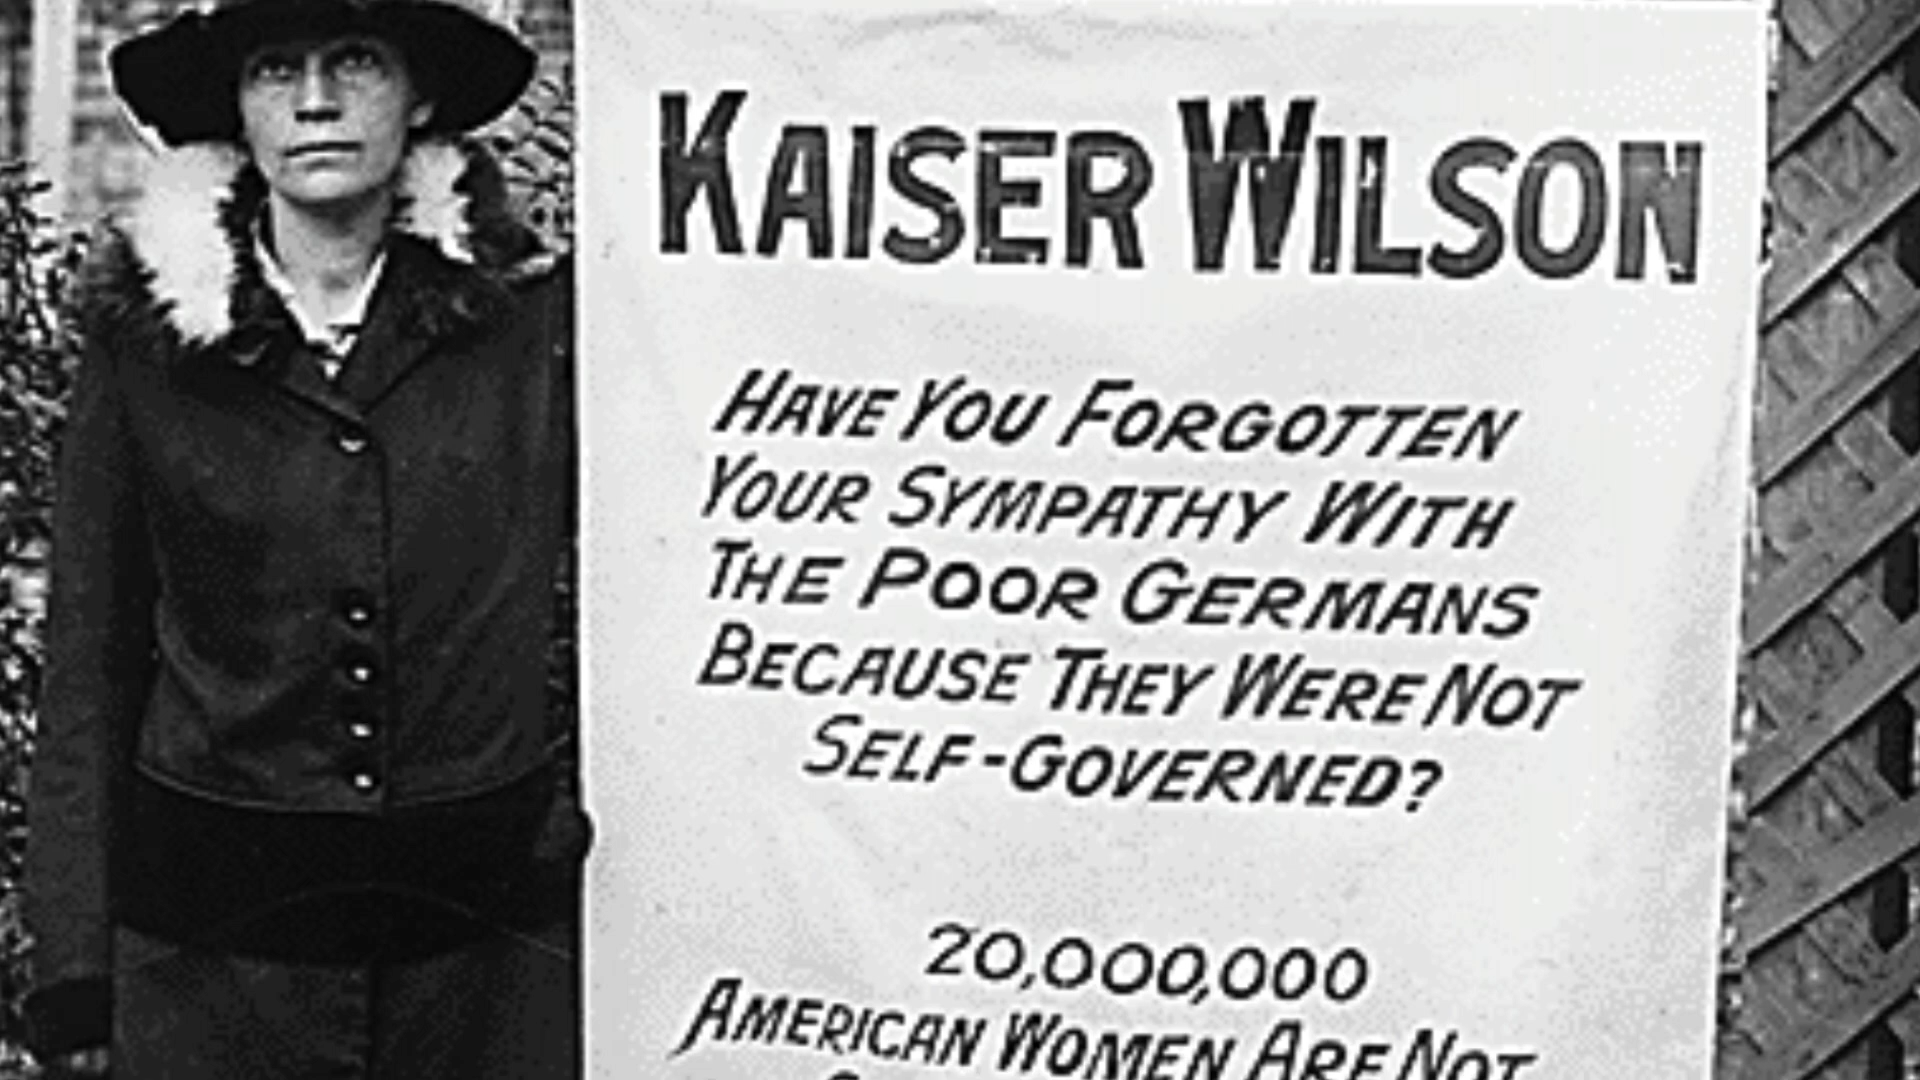 KAISER WILSON
HAVE YOU FORGOTTEN
YOUR SYMPATHY WITH
THE POOR GERMANS
BECAUSE THEY WERE NOT
SELF-GOVERNED?
20,000,000
AMERICAN WOMEN ARE NOT